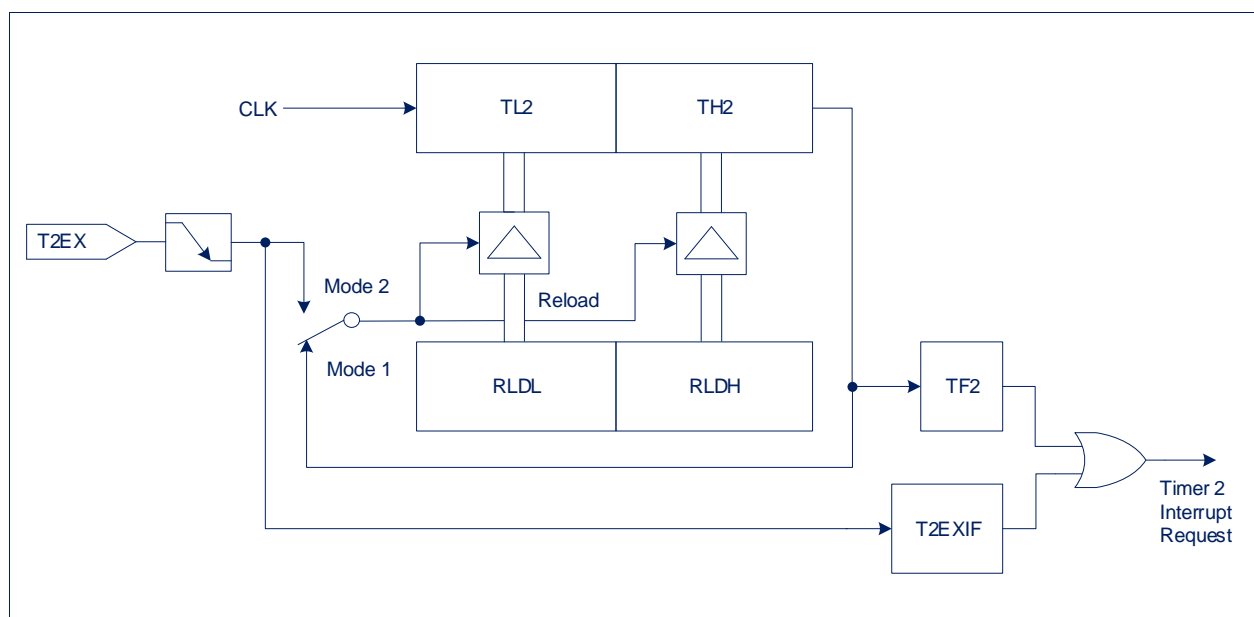 CLK
TL2
TH2
T2EX
Mode 2
Reload
Mode 1
RLDL
RLDH
TF2
T2EXIF
Timer 2
Interrupt
Request